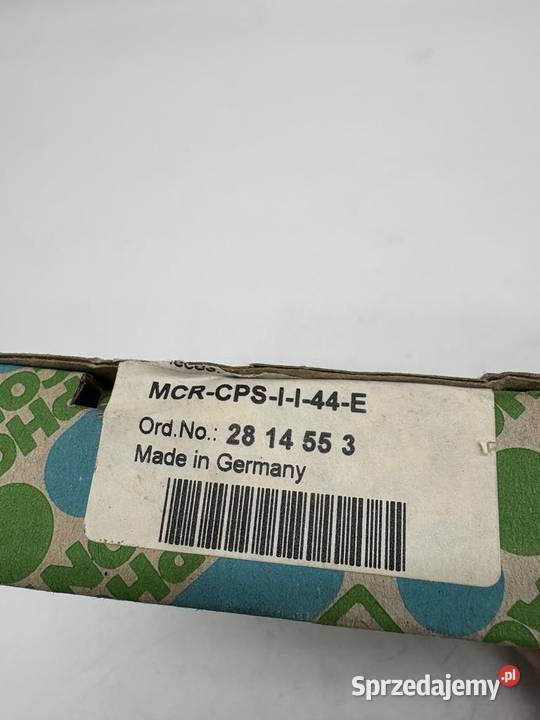 MCR-CPS-I-I-44-E
Ord.No.: 28 14 55 3
Made in Germany
Sprzedajemy.pl